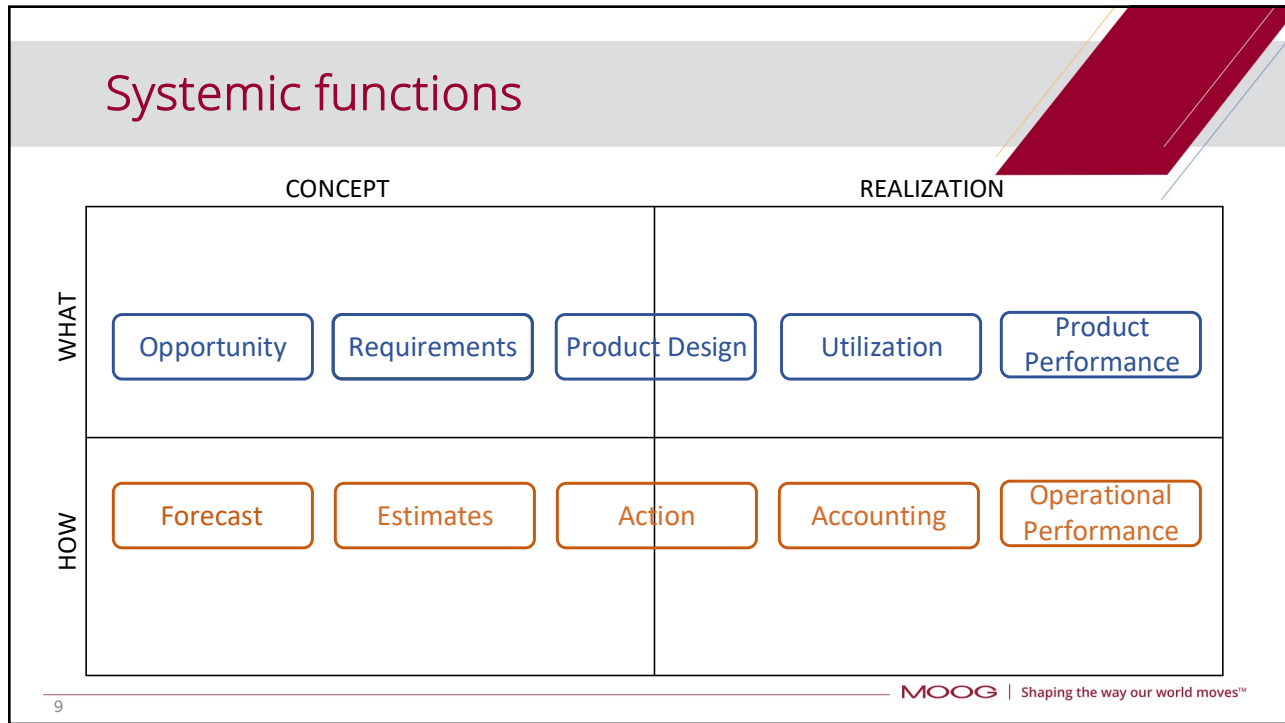 Systemic functions
CONCEPT
REALIZATION
WHAT
Opportunity
Requirements
Product Design
Utilization
Product
Performance
HOW
Forecast
Estimates
Action
Accounting
Operational
Performance
9
MOOG | Shaping the way our world moves™